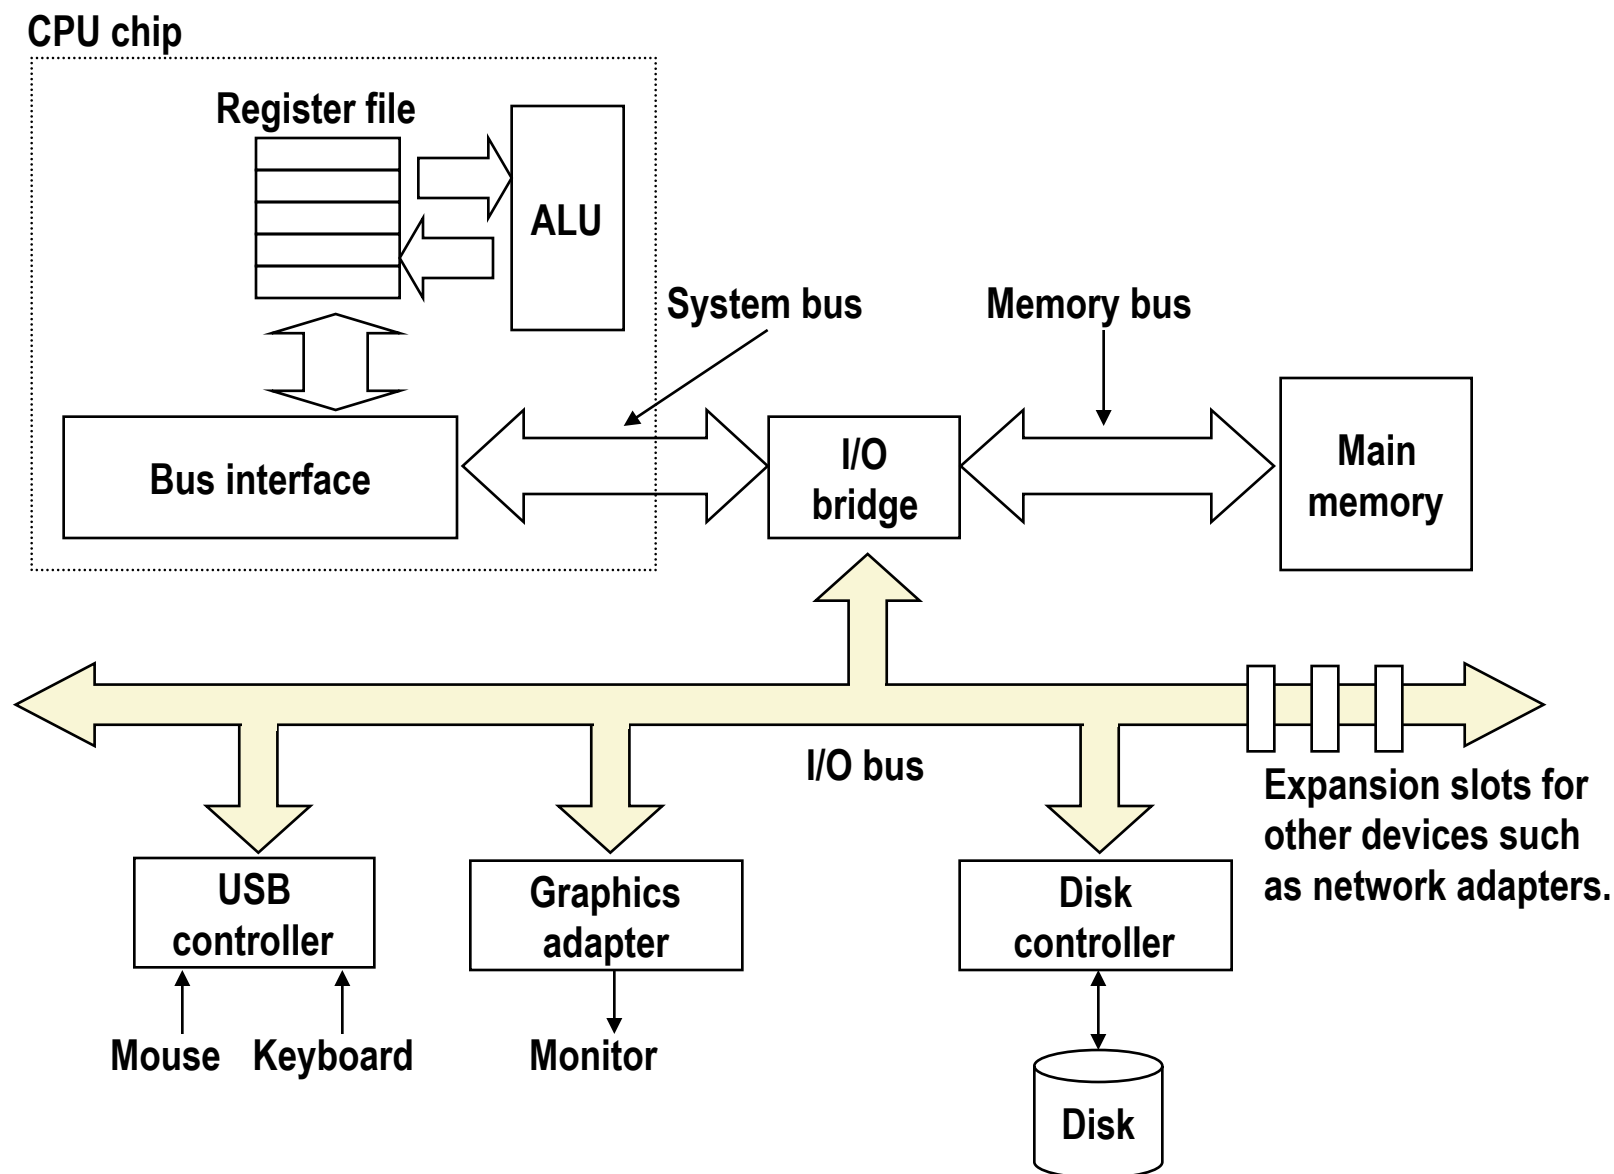 CPU chip
Register file
ALU
System bus
Memory bus
Bus interface
I/O
bridge
Main
memory
I/O bus
Expansion slots for
other devices such
as network adapters.
USB
controller
Graphics
adapter
Disk
controller
Mouse
Keyboard
Monitor
Disk